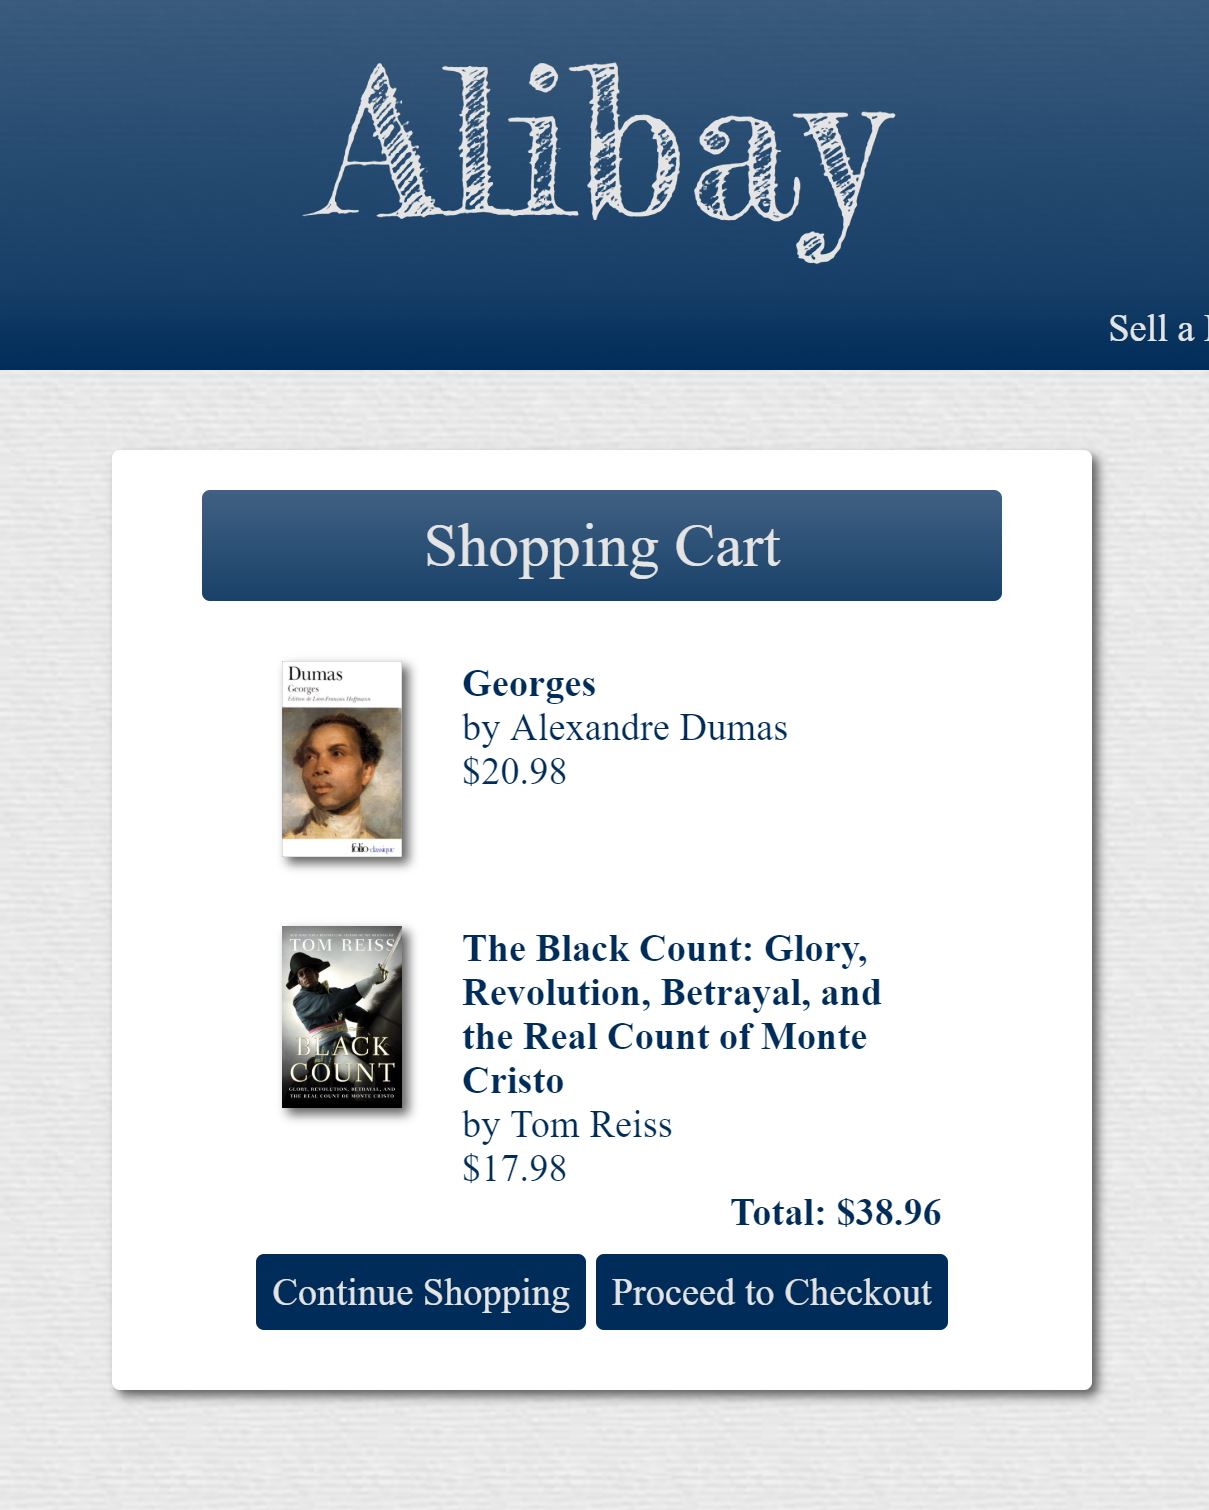 Alibay
Sell a
Shopping Cart
Dumas
Georges
Édition de Léon-François Hoffmann
folio classique
Georges
by Alexandre Dumas
$20.98
TOM REISS
BLACK
COUNT
GLORY, REVOLUTION, BETRAYAL, AND
THE REAL COUNT OF MONTE CRISTO
The Black Count: Glory,
Revolution, Betrayal, and
the Real Count of Monte
Cristo
by Tom Reiss
$17.98
Total: $38.96
Continue Shopping
Proceed to Checkout